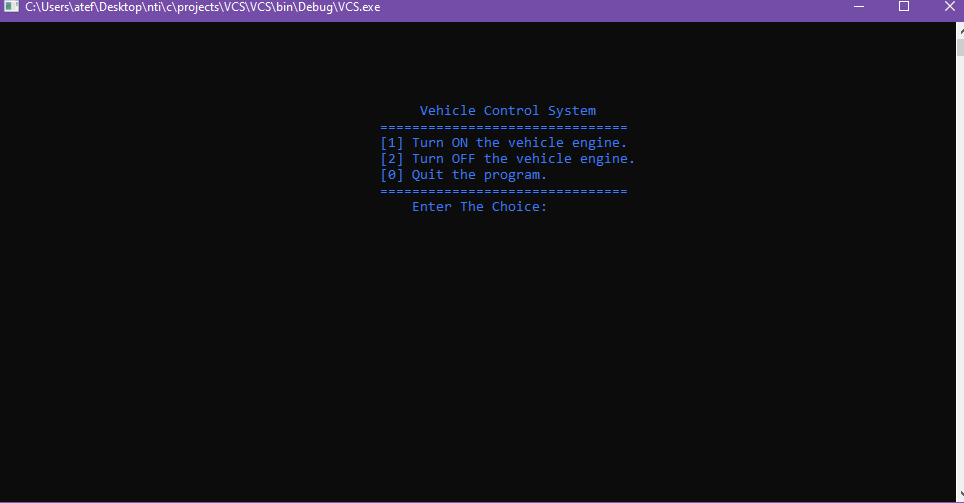 C:\Users\atef\Desktop\nti\c\projects\VCS\VCS\bin\Debug\VCS.exe
Vehicle Control System
===============================
[1] Turn ON the vehicle engine.
[2] Turn OFF the vehicle engine.
[0] Quit the program.
===============================
Enter The Choice: